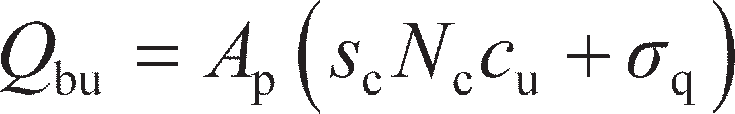 Q_bu = A_p ( s_c N_c c_u + σ_q )